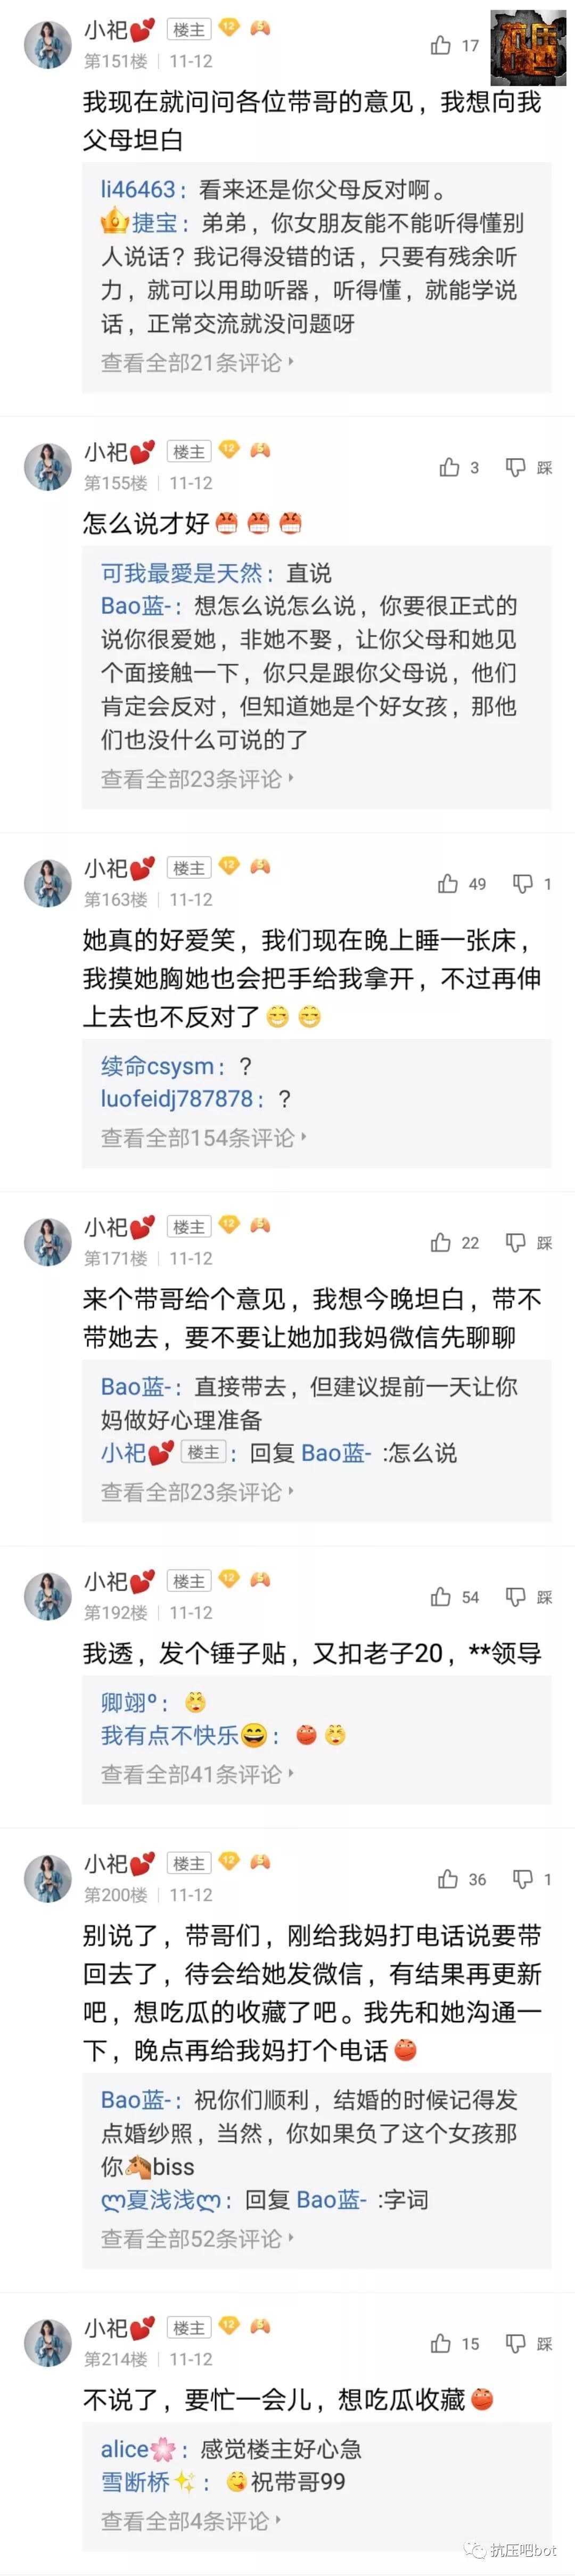 小祀💕 楼主 12 5
第151楼 | 11-12
17
我现在就问问各位带哥的意见，我想向我
父母坦白
li46463：看来还是你父母反对啊。
捷宝：弟弟，你女朋友能不能听得懂别
人说话？我记得没错的话，只要有残余听
力，就可以用助听器，听得懂，就能学说
话，正常交流就没问题呀
查看全部21条评论
小祀💕 楼主 12 5
第155楼 | 11-12
3 踩
怎么说才好
可我最愛是天然：直说
Bao蓝-：想怎么说怎么说，你要很正式的
说你很爱她，非她不娶，让你父母和她见
个面接触一下，你只是跟你父母说，他们
肯定会反对，但知道她是个好女孩，那他
们也没什么可说的了
查看全部23条评论
小祀💕 楼主 12 5
第163楼 | 11-12
49 1
她真的好爱笑，我们现在晚上睡一张床，
我摸她胸她也会把手给我拿开，不过再伸
上去也不反对了
续命csysm：？
luofeidj787878：？
查看全部154条评论
小祀💕 楼主 12 5
第171楼 | 11-12
22 踩
来个带哥给个意见，我想今晚坦白，带不
带她去，要不要让她加我妈微信先聊聊
Bao蓝-：直接带去，但建议提前一天让你
妈做好心理准备
小祀💕 楼主：回复 Bao蓝- :怎么说
查看全部23条评论
小祀💕 楼主 12 5
第192楼 | 11-12
54 踩
我透，发个锤子贴，又扣老子20，**领导
卿翊º：
我有点不快乐😄：
查看全部41条评论
小祀💕 楼主 12 5
第200楼 | 11-12
36 1
别说了，带哥们，刚给我妈打电话说要带
回去了，待会给她发微信，有结果再更新
吧，想吃瓜的收藏了吧。我先和她沟通一
下，晚点再给我妈打个电话
Bao蓝-：祝你们顺利，结婚的时候记得发
点婚纱照，当然，你如果负了这个女孩那
你🐴biss
ლ夏浅浅ლ：回复 Bao蓝- :字词
查看全部52条评论
小祀💕 楼主 12 5
第214楼 | 11-12
15 踩
不说了，要忙一会儿，想吃瓜收藏
alice🌸：感觉楼主好心急
雪断桥✨：😋祝带哥99
查看全部4条评论
抗压吧bot